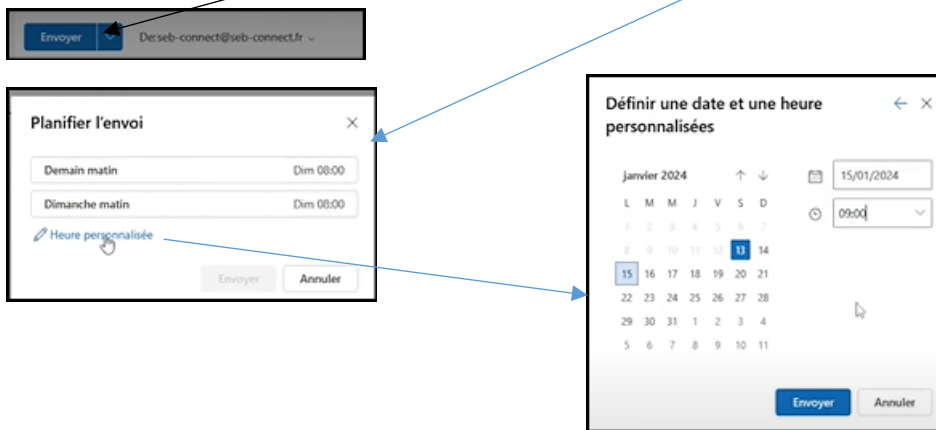 Envoyer De:seb-connect@seb-connect.fr
Planifier l'envoi
Demain matin Dim 08:00
Dimanche matin Dim 08:00
Heure personnalisée
Envoyer Annuler
Définir une date et une heure
personnalisées
janvier 2024
15/01/2024
L M M J V S D
09:00
1 2 3 4 5 6 7
8 9 10 11 12 13 14
15 16 17 18 19 20 21
22 23 24 25 26 27 28
29 30 31 1 2 3 4
5 6 7 8 9 10 11
Envoyer Annuler